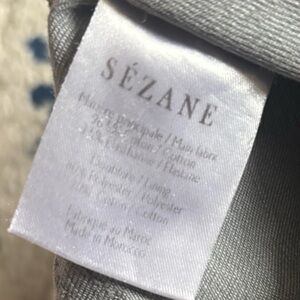 SÉZANE
Matière principale / Main fabric
Coton / Cotton
Elasthane / Elastane
Doublure / Lining
Polyester / Polyester
Coton / Cotton
Fabriqué au Maroc
Made in Morocco